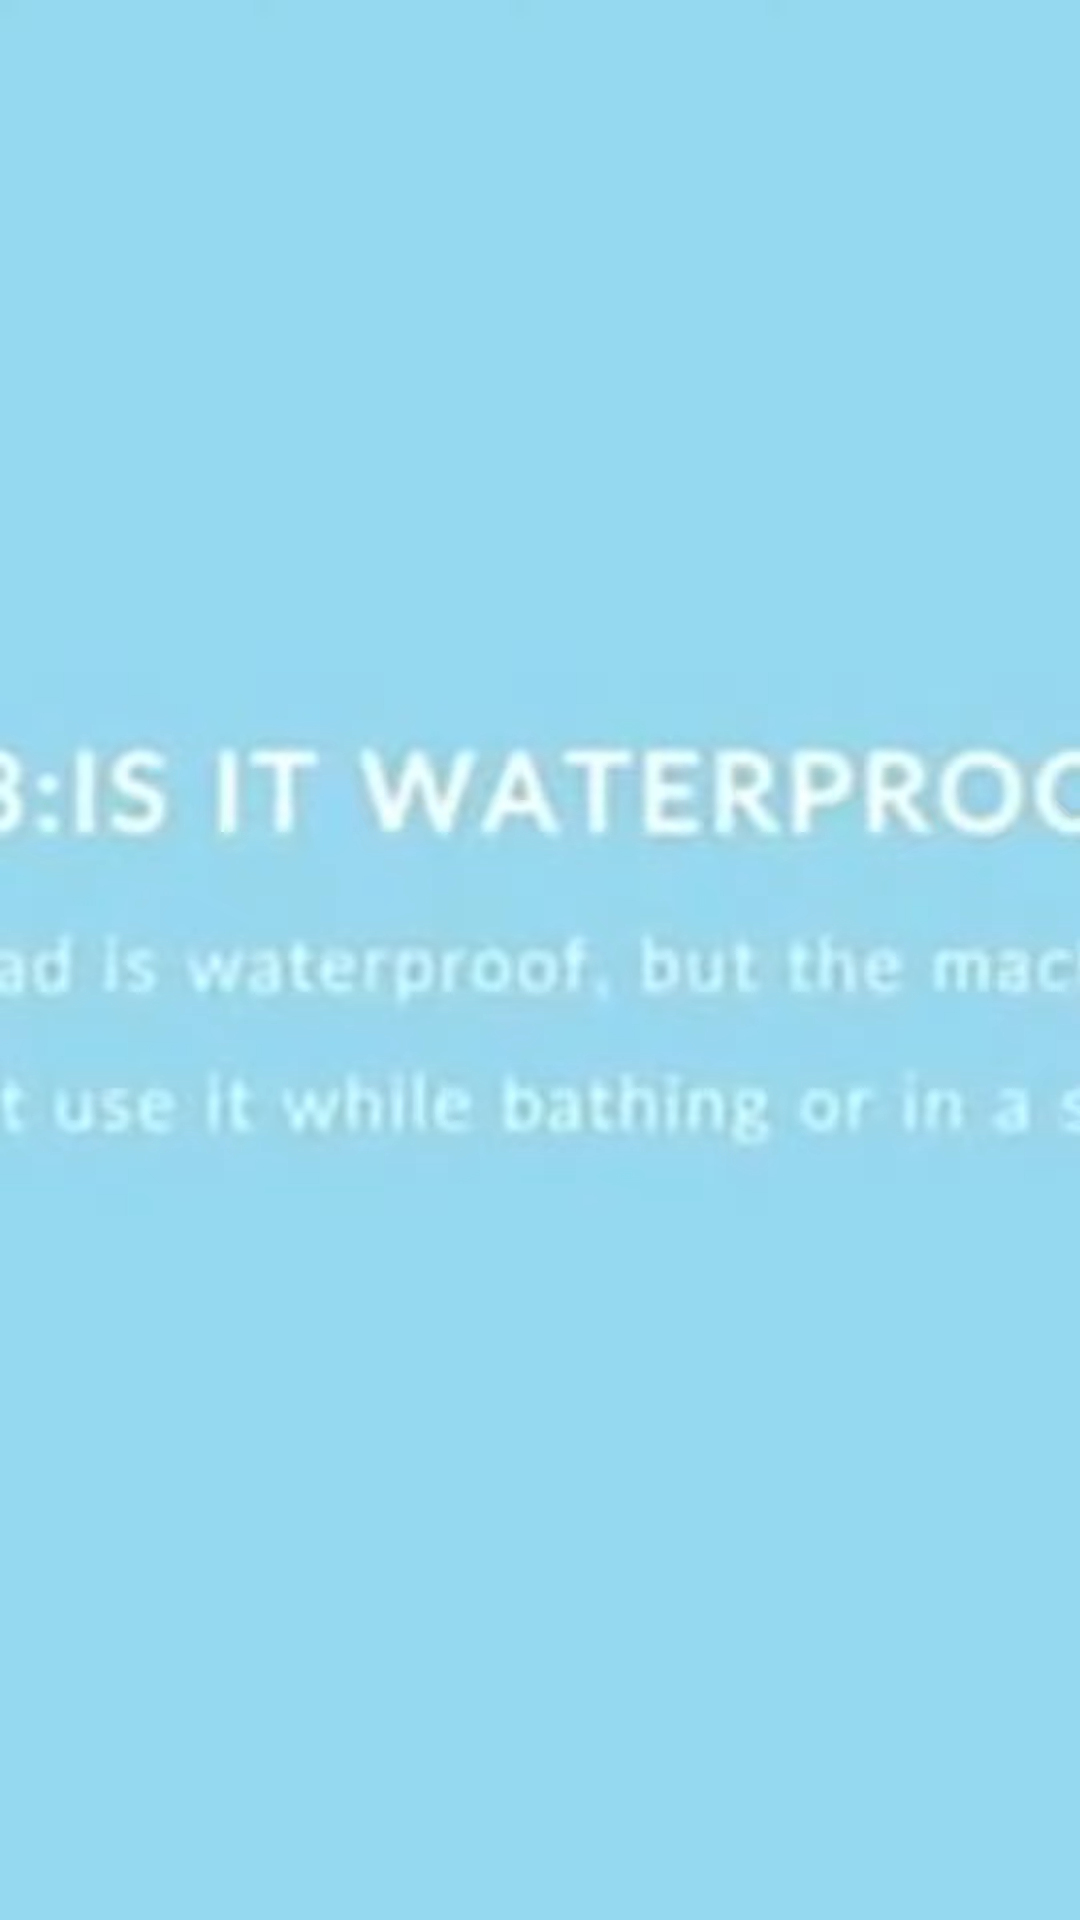 3:IS IT WATERPROO
ad is waterproof, but the mac
t use it while bathing or in a s